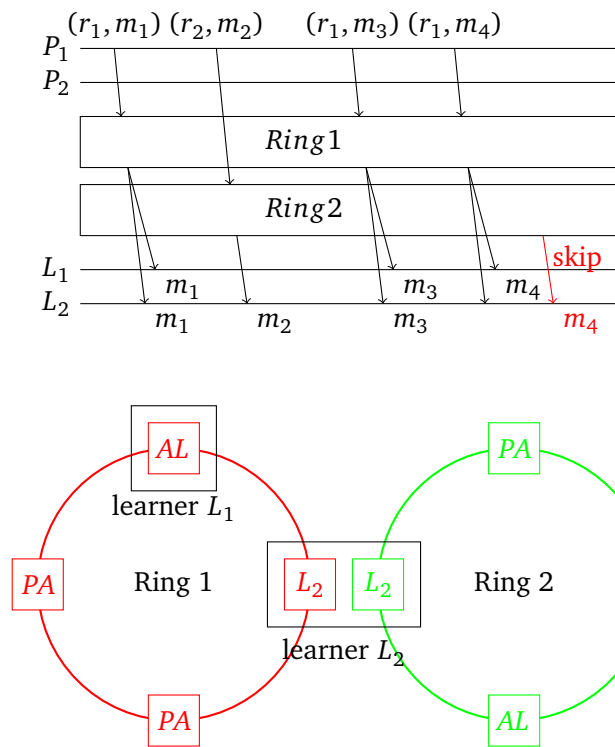 (r₁, m₁) (r₂, m₂) (r₁, m₃) (r₁, m₄)
P₁
P₂
Ring1
Ring2
skip
L₁
m₁ m₃ m₄
L₂
m₁ m₂ m₃ m₄
AL PA
learner L₁
PA Ring 1 L₂ L₂ Ring 2
learner L₂
PA AL